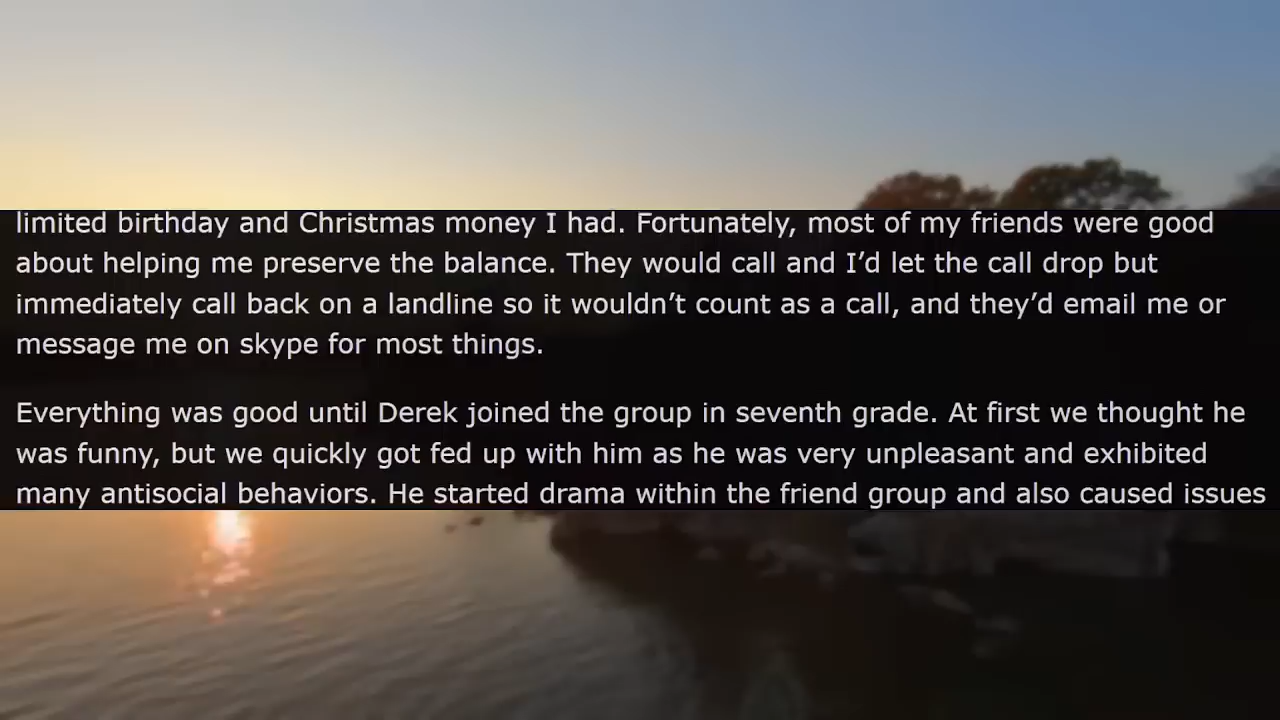 limited birthday and Christmas money I had. Fortunately, most of my friends were good
about helping me preserve the balance. They would call and I’d let the call drop but
immediately call back on a landline so it wouldn’t count as a call, and they’d email me or
message me on skype for most things.
Everything was good until Derek joined the group in seventh grade. At first we thought he
was funny, but we quickly got fed up with him as he was very unpleasant and exhibited
many antisocial behaviors. He started drama within the friend group and also caused issues